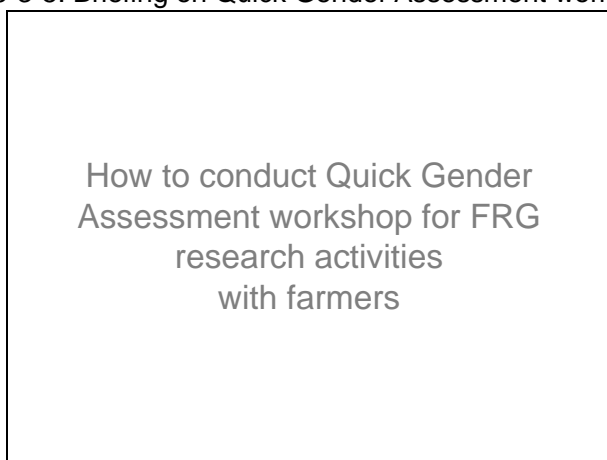 Briefing on Quick Gender Assessment
How to conduct Quick Gender
Assessment workshop for FRG
research activities
with farmers